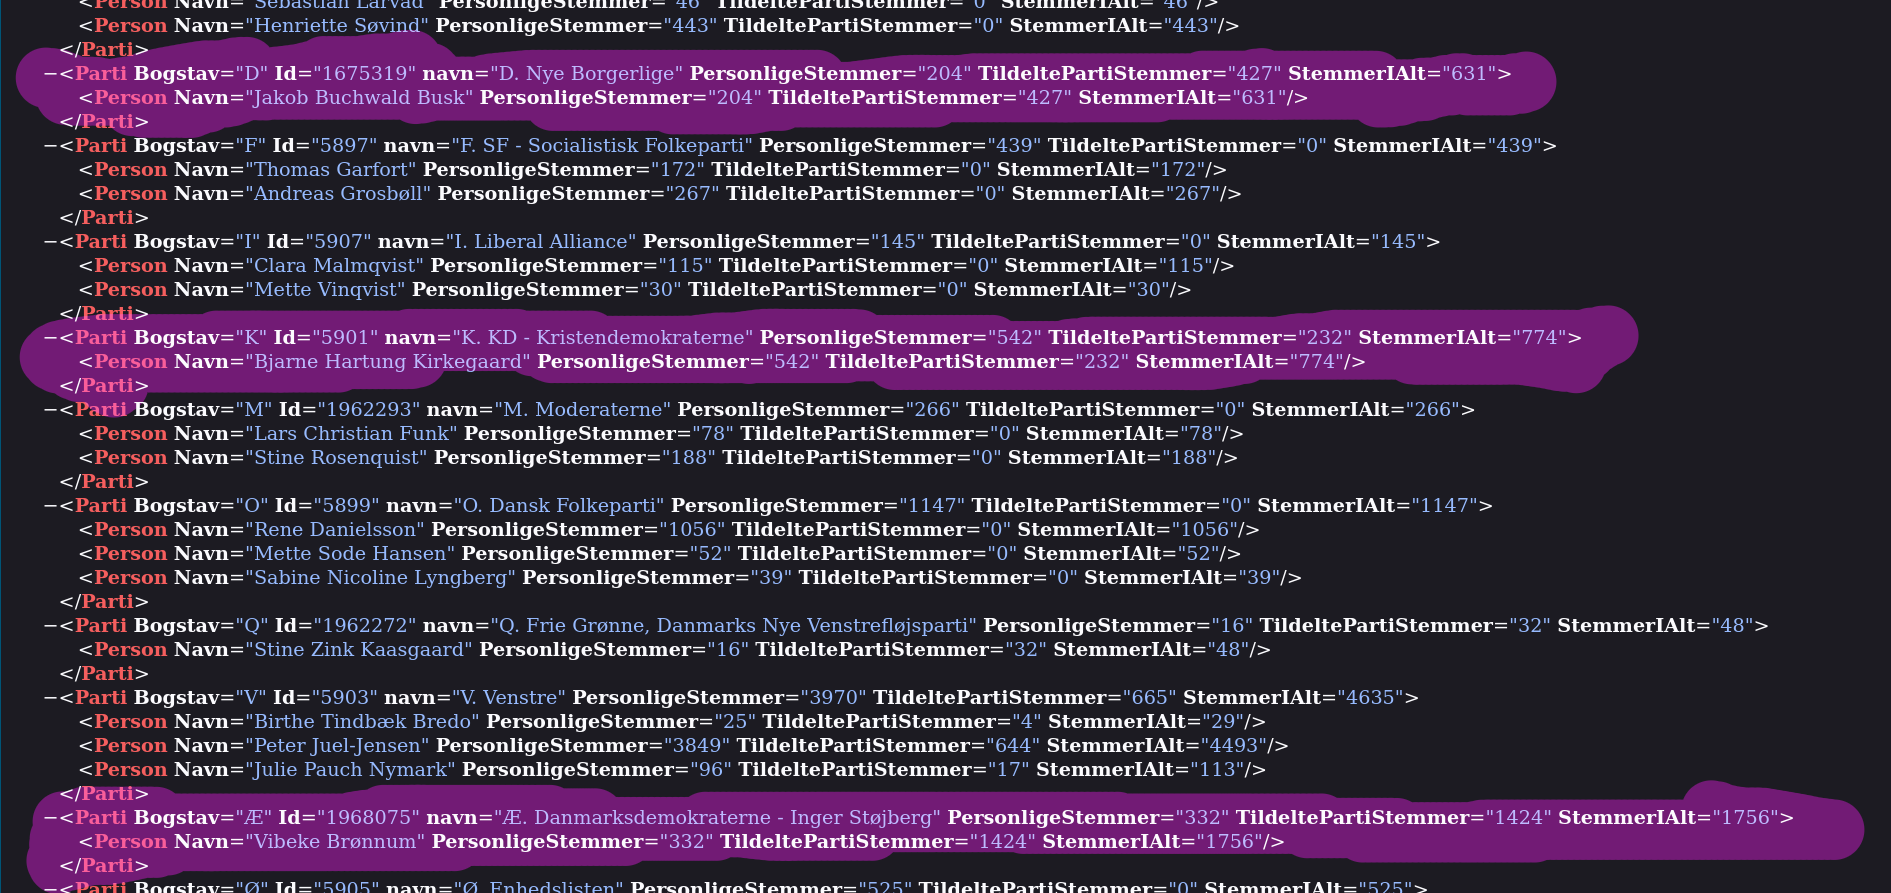 <Person Navn="Sebastian Larvad" PersonligeStemmer="46" TildeltePartiStemmer="0" StemmerIAlt="46"/>
<Person Navn="Henriette Søvind" PersonligeStemmer="443" TildeltePartiStemmer="0" StemmerIAlt="443"/>
</Parti>
−<Parti Bogstav="D" Id="1675319" navn="D. Nye Borgerlige" PersonligeStemmer="204" TildeltePartiStemmer="427" StemmerIAlt="631">
<Person Navn="Jakob Buchwald Busk" PersonligeStemmer="204" TildeltePartiStemmer="427" StemmerIAlt="631"/>
</Parti>
−<Parti Bogstav="F" Id="5897" navn="F. SF - Socialistisk Folkeparti" PersonligeStemmer="439" TildeltePartiStemmer="0" StemmerIAlt="439">
<Person Navn="Thomas Garfort" PersonligeStemmer="172" TildeltePartiStemmer="0" StemmerIAlt="172"/>
<Person Navn="Andreas Grosbøll" PersonligeStemmer="267" TildeltePartiStemmer="0" StemmerIAlt="267"/>
</Parti>
−<Parti Bogstav="I" Id="5907" navn="I. Liberal Alliance" PersonligeStemmer="145" TildeltePartiStemmer="0" StemmerIAlt="145">
<Person Navn="Clara Malmqvist" PersonligeStemmer="115" TildeltePartiStemmer="0" StemmerIAlt="115"/>
<Person Navn="Mette Vinqvist" PersonligeStemmer="30" TildeltePartiStemmer="0" StemmerIAlt="30"/>
</Parti>
−<Parti Bogstav="K" Id="5901" navn="K. KD - Kristendemokraterne" PersonligeStemmer="542" TildeltePartiStemmer="232" StemmerIAlt="774">
<Person Navn="Bjarne Hartung Kirkegaard" PersonligeStemmer="542" TildeltePartiStemmer="232" StemmerIAlt="774"/>
</Parti>
−<Parti Bogstav="M" Id="1962293" navn="M. Moderaterne" PersonligeStemmer="266" TildeltePartiStemmer="0" StemmerIAlt="266">
<Person Navn="Lars Christian Funk" PersonligeStemmer="78" TildeltePartiStemmer="0" StemmerIAlt="78"/>
<Person Navn="Stine Rosenquist" PersonligeStemmer="188" TildeltePartiStemmer="0" StemmerIAlt="188"/>
</Parti>
−<Parti Bogstav="O" Id="5899" navn="O. Dansk Folkeparti" PersonligeStemmer="1147" TildeltePartiStemmer="0" StemmerIAlt="1147">
<Person Navn="Rene Danielsson" PersonligeStemmer="1056" TildeltePartiStemmer="0" StemmerIAlt="1056"/>
<Person Navn="Mette Sode Hansen" PersonligeStemmer="52" TildeltePartiStemmer="0" StemmerIAlt="52"/>
<Person Navn="Sabine Nicoline Lyngberg" PersonligeStemmer="39" TildeltePartiStemmer="0" StemmerIAlt="39"/>
</Parti>
−<Parti Bogstav="Q" Id="1962272" navn="Q. Frie Grønne, Danmarks Nye Venstrefløjsparti" PersonligeStemmer="16" TildeltePartiStemmer="32" StemmerIAlt="48">
<Person Navn="Stine Zink Kaasgaard" PersonligeStemmer="16" TildeltePartiStemmer="32" StemmerIAlt="48"/>
</Parti>
−<Parti Bogstav="V" Id="5903" navn="V. Venstre" PersonligeStemmer="3970" TildeltePartiStemmer="665" StemmerIAlt="4635">
<Person Navn="Birthe Tindbæk Bredo" PersonligeStemmer="25" TildeltePartiStemmer="4" StemmerIAlt="29"/>
<Person Navn="Peter Juel-Jensen" PersonligeStemmer="3849" TildeltePartiStemmer="644" StemmerIAlt="4493"/>
<Person Navn="Julie Pauch Nymark" PersonligeStemmer="96" TildeltePartiStemmer="17" StemmerIAlt="113"/>
</Parti>
−<Parti Bogstav="Æ" Id="1968075" navn="Æ. Danmarksdemokraterne - Inger Støjberg" PersonligeStemmer="332" TildeltePartiStemmer="1424" StemmerIAlt="1756">
<Person Navn="Vibeke Brønnum" PersonligeStemmer="332" TildeltePartiStemmer="1424" StemmerIAlt="1756"/>
</Parti>
−<Parti Bogstav="Ø" Id="5905" navn="Ø. Enhedslisten" PersonligeStemmer="525" TildeltePartiStemmer="0" StemmerIAlt="525">